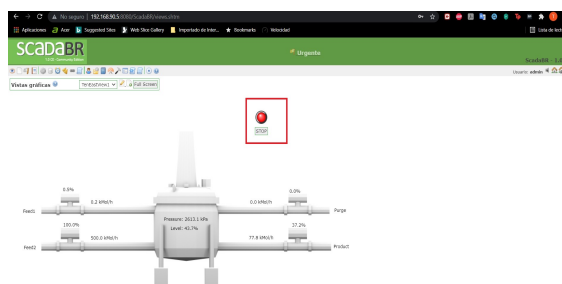 No seguro | 192.168.90.5:8080/ScadaBR/views.shtm
Aplicaciones Acer Suggested Sites Web Slice Gallery Importado de Inter... Bookmarks Velocidad Lista de lect
ScadaBR
Urgente
Usuario: admin
Vistas gráficas (Full Screen)
STOP
0.5%
0.2 kMol/h
0.0 kMol/h
0.0%
Feed1
Purge
Pressure: 2613.1 kPa
Level: 43.7%
100.0%
500.0 kMol/h
77.8 kMol/h
37.2%
Feed2
Product